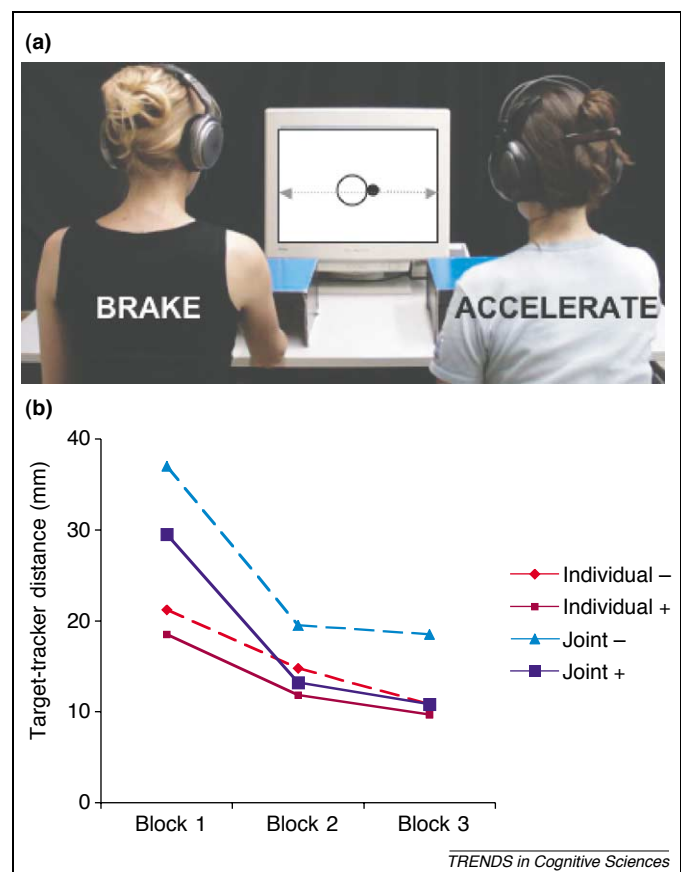 (a)
BRAKE
ACCELERATE
(b)
Target-tracker distance (mm)
40
30
20
10
0
Block 1 Block 2 Block 3
Individual –
Individual +
Joint –
Joint +
TRENDS in Cognitive Sciences